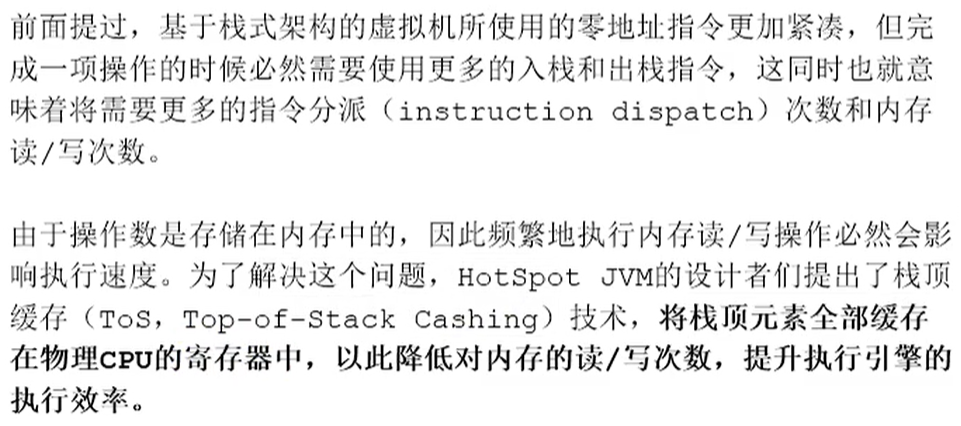 前面提过，基于栈式架构的虚拟机所使用的零地址指令更加紧凑，但完
成一项操作的时候必然需要使用更多的入栈和出栈指令，这同时也就意
味着将需要更多的指令分派（instruction dispatch）次数和内存
读/写次数。
由于操作数是存储在内存中的，因此频繁地执行内存读/写操作必然会影
响执行速度。为了解决这个问题，HotSpot JVM的设计者们提出了栈顶
缓存（ToS，Top-of-Stack Cashing）技术，将栈顶元素全部缓存
在物理CPU的寄存器中，以此降低对内存的读/写次数，提升执行引擎的
执行效率。